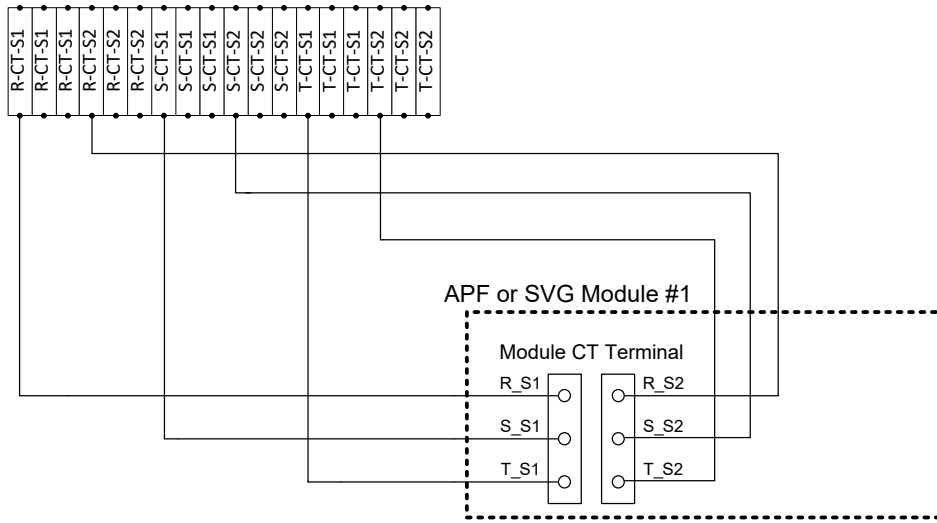 R-CT-S1
R-CT-S1
R-CT-S1
R-CT-S2
R-CT-S2
R-CT-S2
S-CT-S1
S-CT-S1
S-CT-S1
S-CT-S2
S-CT-S2
S-CT-S2
T-CT-S1
T-CT-S1
T-CT-S1
T-CT-S2
T-CT-S2
T-CT-S2
APF or SVG Module #1
Module CT Terminal
R_S1 R_S2
S_S1 S_S2
T_S1 T_S2